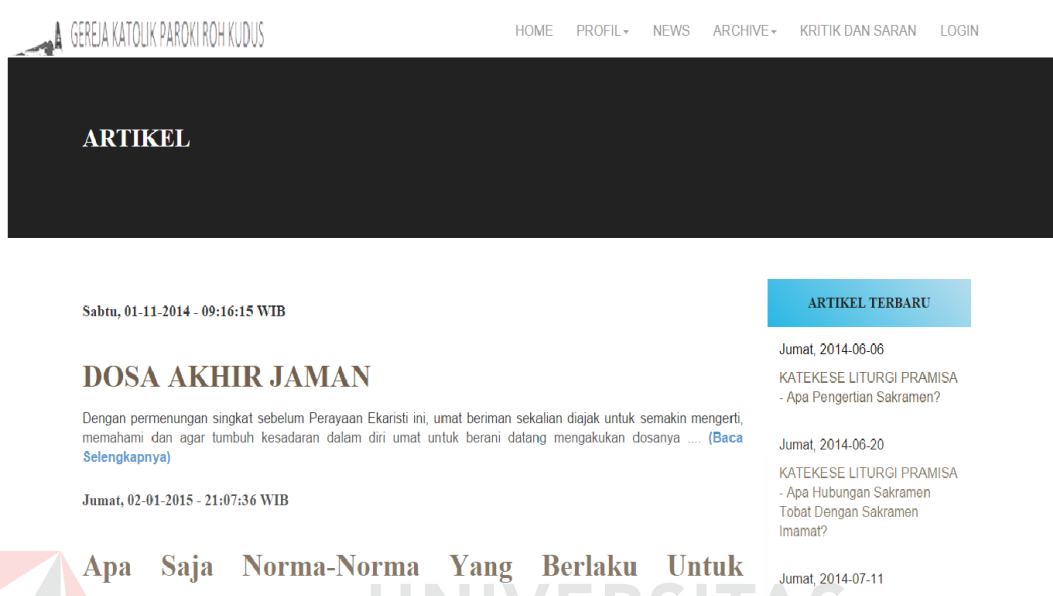 GEREJA KATOLIK PAROKI ROH KUDUS
HOME PROFIL NEWS ARCHIVE KRITIK DAN SARAN LOGIN
ARTIKEL
Sabtu, 01-11-2014 - 09:16:15 WIB
DOSA AKHIR JAMAN
Dengan permenungan singkat sebelum Perayaan Ekaristi ini, umat beriman sekalian diajak untuk semakin mengerti,
memahami dan agar tumbuh kesadaran dalam diri umat untuk berani datang mengakukan dosanya .... (Baca
Selengkapnya)
Jumat, 02-01-2015 - 21:07:36 WIB
Apa Saja Norma-Norma Yang Berlaku Untuk
ARTIKEL TERBARU
Jumat, 2014-06-06
KATEKESE LITURGI PRAMISA
- Apa Pengertian Sakramen?
Jumat, 2014-06-20
KATEKESE LITURGI PRAMISA
- Apa Hubungan Sakramen
Tobat Dengan Sakramen
Imamat?
Jumat, 2014-07-11
UNIVERSITAS